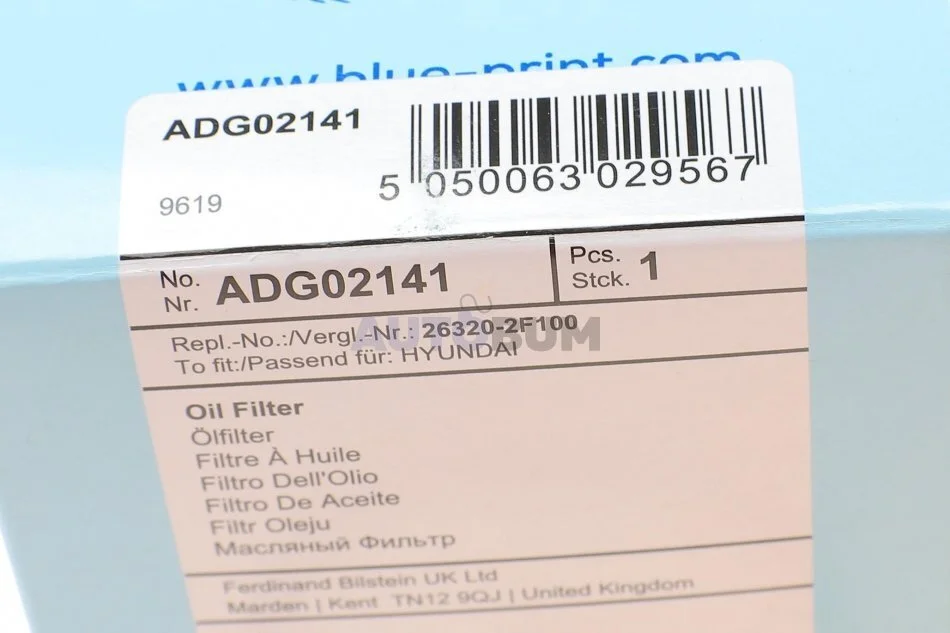 www.blue-print.com
ADG02141
9619
5 050063 029567
No.
Nr. ADG02141
Pcs.
Stck. 1
Repl.-No.:/Vergl.-Nr.: 26320-2F100
To fit:/Passend für: HYUNDAI
AUTOBUM
Oil Filter
Ölfilter
Filtre À Huile
Filtro Dell'Olio
Filtro De Aceite
Filtr Oleju
Масляный Фильтр
Ferdinand Bilstein UK Ltd
Marden | Kent TN12 9QJ | United Kingdom